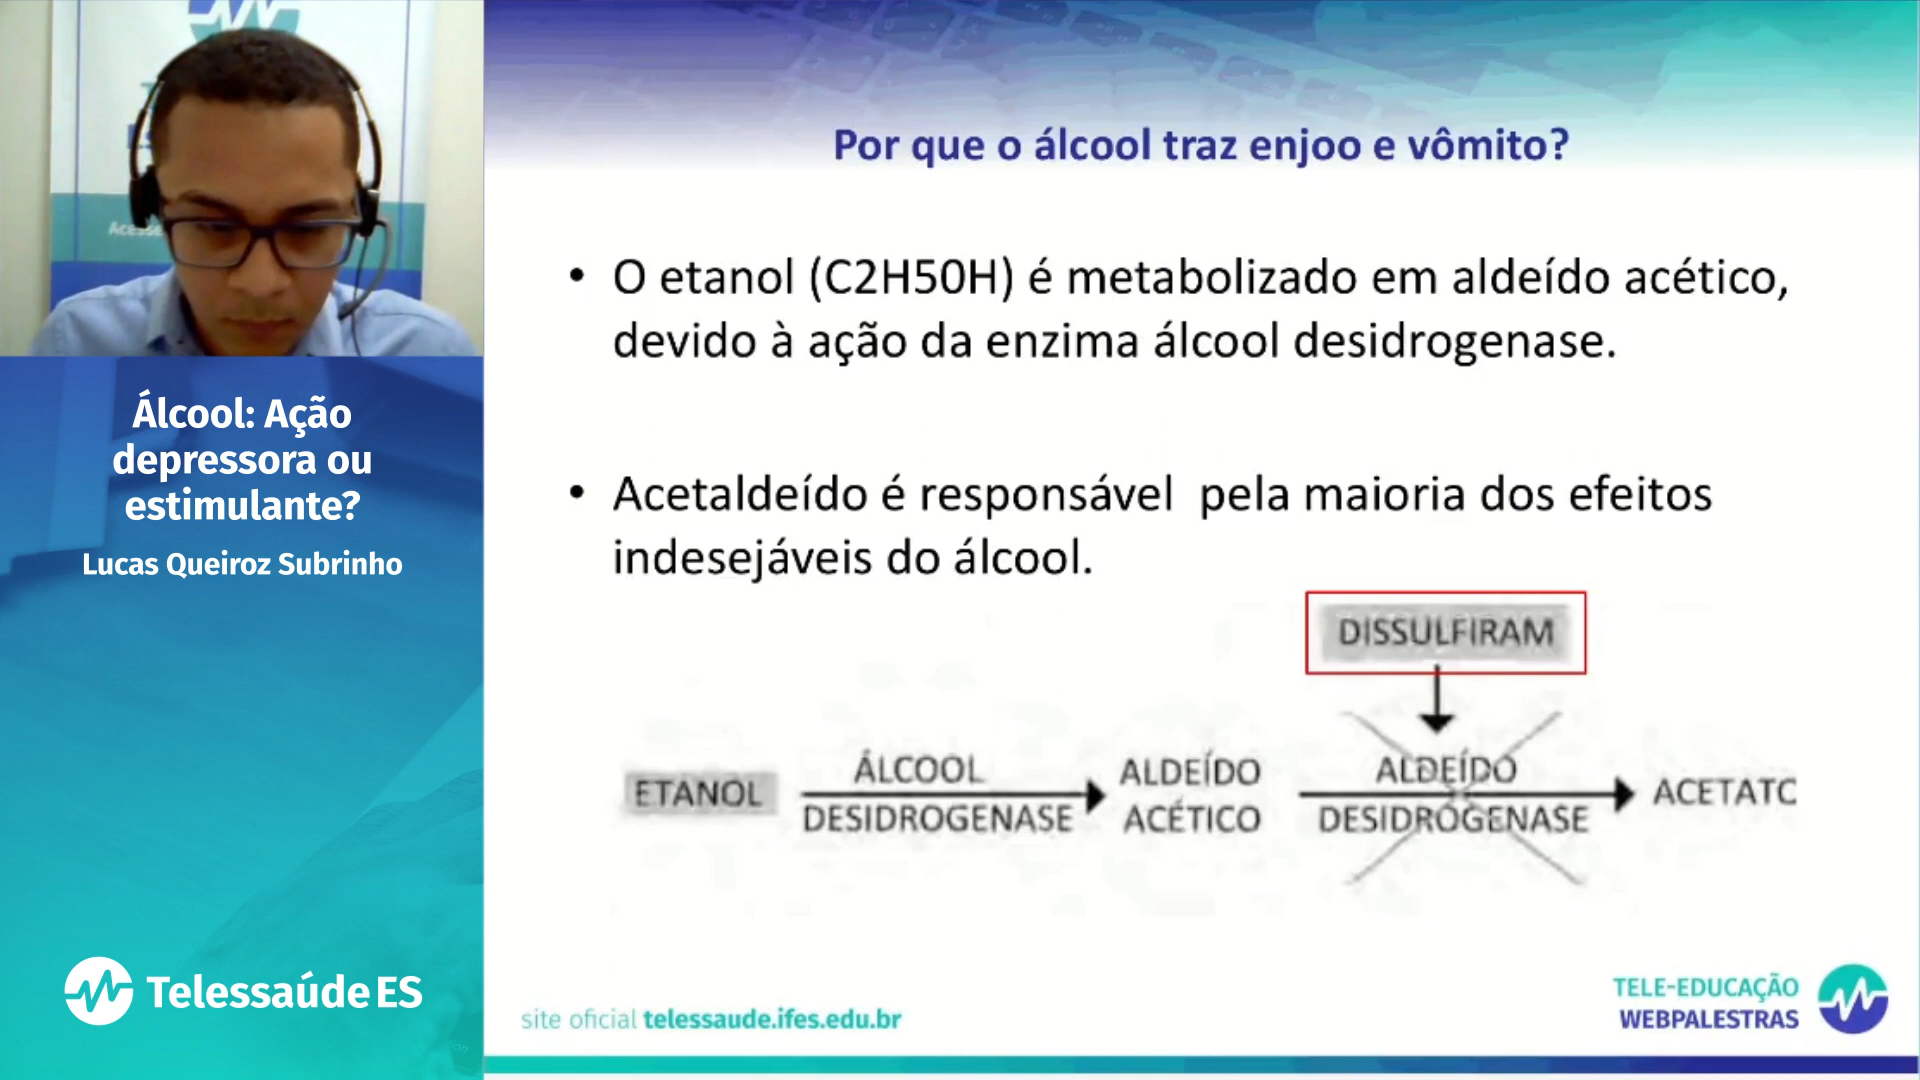 Acesse
Álcool: Ação
depressora ou
estimulante?
Lucas Queiroz Subrinho
TelessaúdeES
Por que o álcool traz enjoo e vômito?
• O etanol (C2H50H) é metabolizado em aldeído acético,
devido à ação da enzima álcool desidrogenase.
• Acetaldeído é responsável pela maioria dos efeitos
indesejáveis do álcool.
DISSULFIRAM
ETANOL
ÁLCOOL
DESIDROGENASE
ALDEÍDO
ACÉTICO
ALDEÍDO
DESIDROGENASE
ACETATO
site oficial telessaude.ifes.edu.br
TELE-EDUCAÇÃO
WEBPALESTRAS